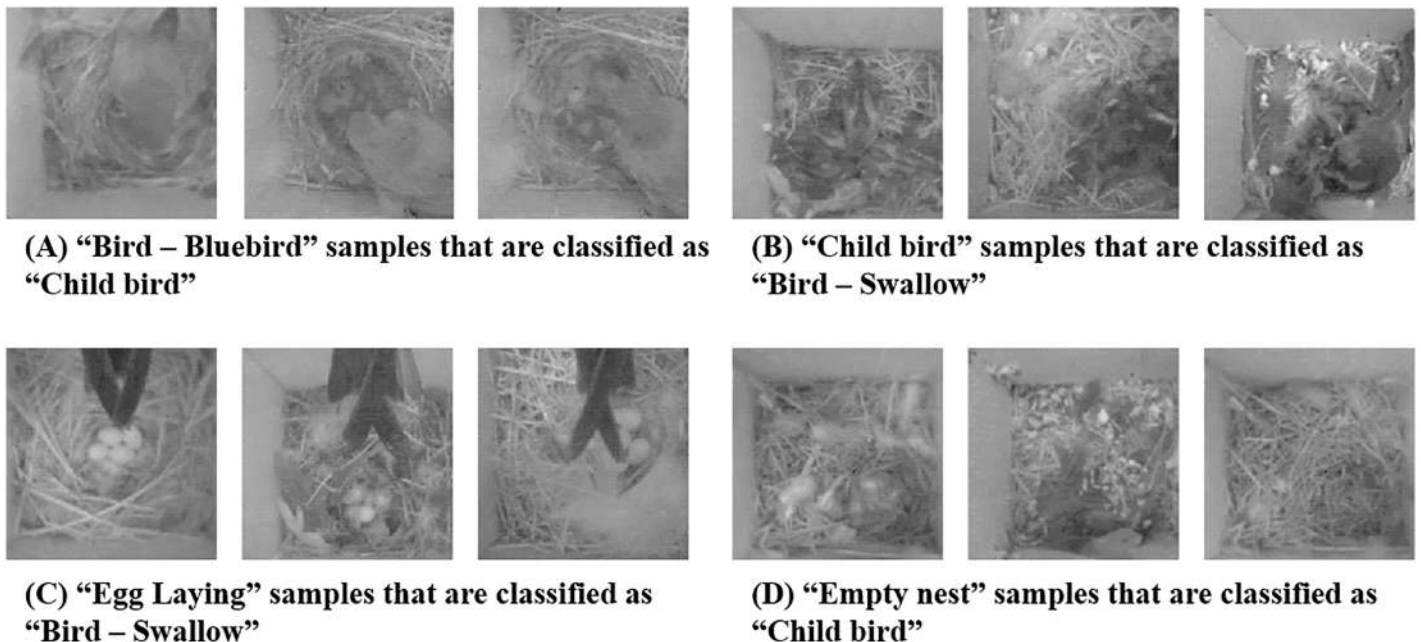 (A) “Bird – Bluebird” samples that are classified as
“Child bird”
(B) “Child bird” samples that are classified as
“Bird – Swallow”
(C) “Egg Laying” samples that are classified as
“Bird – Swallow”
(D) “Empty nest” samples that are classified as
“Child bird”